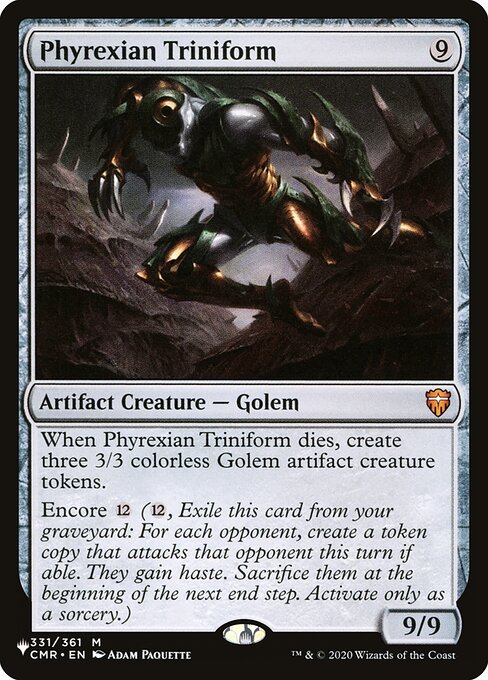 Phyrexian Triniform 9
Artifact Creature — Golem
When Phyrexian Triniform dies, create
three 3/3 colorless Golem artifact creature
tokens.
Encore 12 (12, Exile this card from your
graveyard: For each opponent, create a token
copy that attacks that opponent this turn if
able. They gain haste. Sacrifice them at the
beginning of the next end step. Activate only as
a sorcery.)
9/9
331/361 M
CMR • EN Adam Paquette
™ & © 2020 Wizards of the Coast